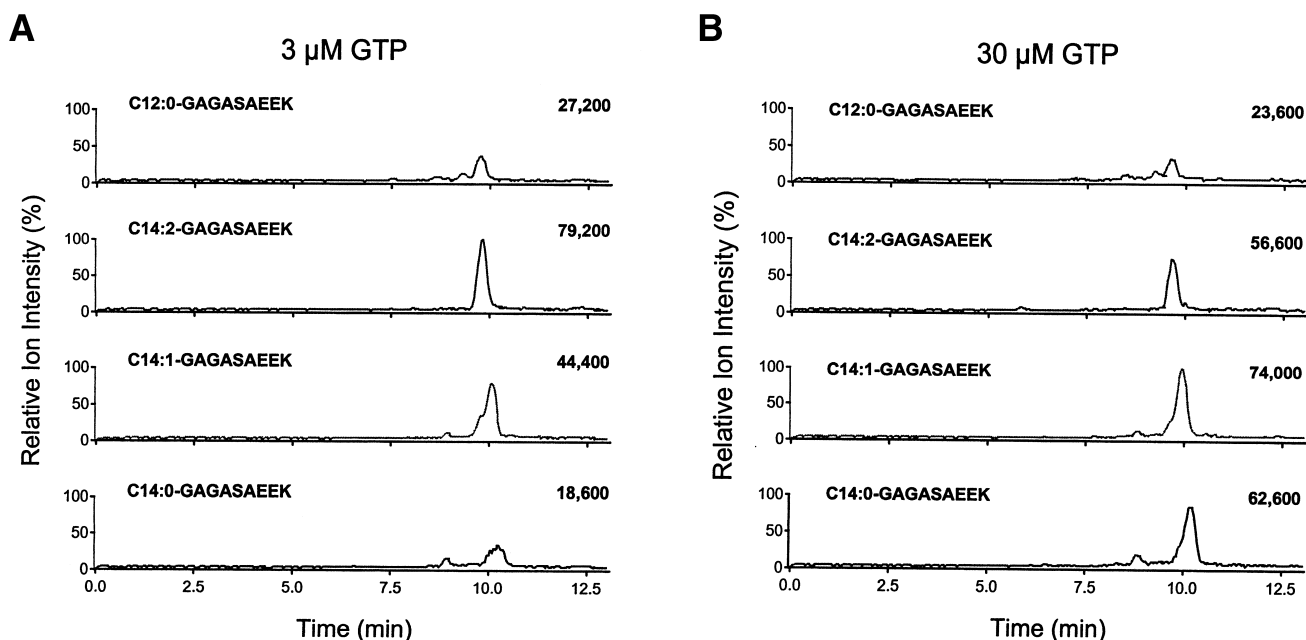 A
3 µM GTP
Relative Ion Intensity (%)
C12:0-GAGASAEEK 27,200
100
50
0
C14:2-GAGASAEEK 79,200
100
50
0
C14:1-GAGASAEEK 44,400
100
50
0
C14:0-GAGASAEEK 18,600
100
50
0
0.0 2.5 5.0 7.5 10.0 12.5
Time (min)
B
30 µM GTP
Relative Ion Intensity (%)
C12:0-GAGASAEEK 23,600
100
50
0
C14:2-GAGASAEEK 56,600
100
50
0
C14:1-GAGASAEEK 74,000
100
50
0
C14:0-GAGASAEEK 62,600
100
50
0
0.0 2.5 5.0 7.5 10.0 12.5
Time (min)